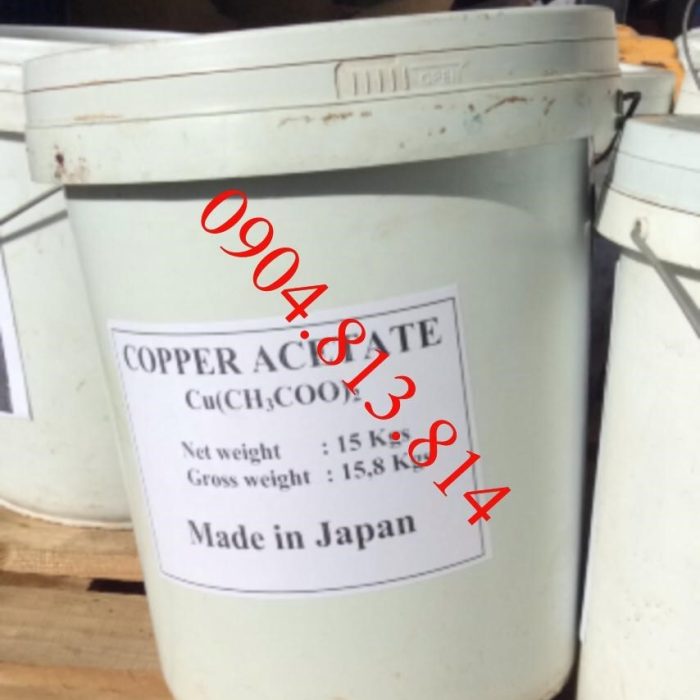 OPEN
0904.813.814
COPPER ACETATE
Cu(CH₃COO)₂
Net weight : 15 Kgs
Gross weight : 15,8 Kgs
Made in Japan